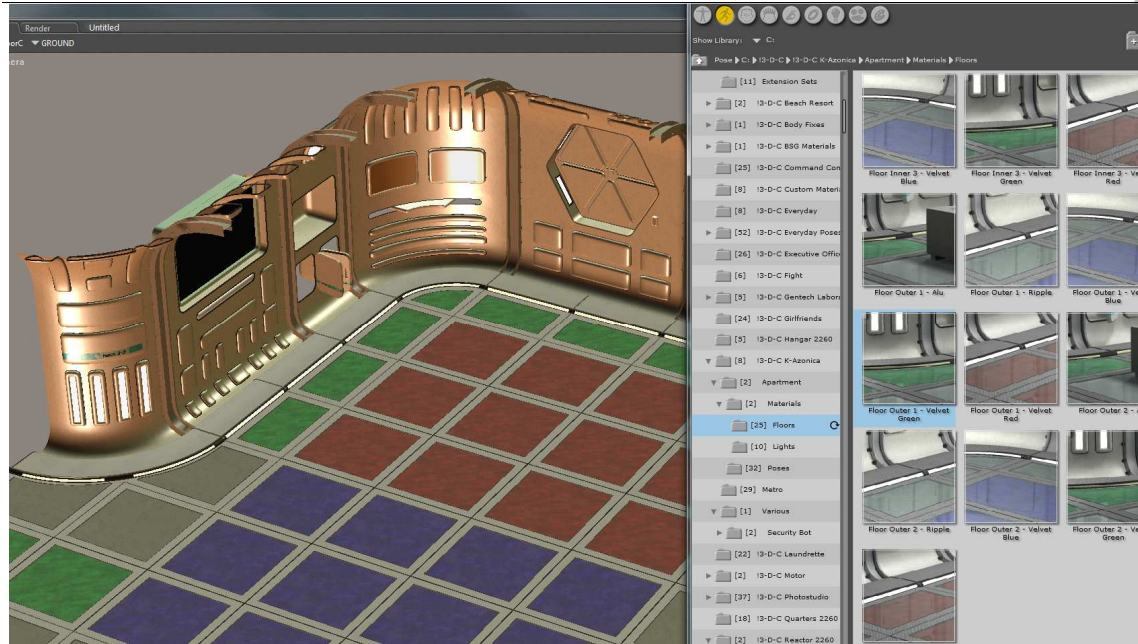 Render
Untitled
GROUND
Show Library:
C:
Pose C: !3-D-C !3-D-C K-Azonica Apartment Materials Floors
[11] Extension Sets
[2] !3-D-C Beach Resort
[1] !3-D-C Body Fixes
[1] !3-D-C BSG Materials
[25] !3-D-C Command Con
[8] !3-D-C Custom Materi
[8] !3-D-C Everyday
[52] !3-D-C Everyday Poses
[26] !3-D-C Executive Offic
[6] !3-D-C Fight
[5] !3-D-C Gentech Labor
[24] !3-D-C Girlfriends
[5] !3-D-C Hangar 2260
[8] !3-D-C K-Azonica
[2] Apartment
[2] Materials
[25] Floors
[10] Lights
[32] Poses
[29] Metro
[1] Various
[2] Security Bot
[22] !3-D-C Laundrette
[2] !3-D-C Motor
[37] !3-D-C Photostudio
[18] !3-D-C Quarters 2260
[2] !3-D-C Reactor 2260
Floor Inner 3 - Velvet
Blue
Floor Inner 3 - Velvet
Green
Floor Inner 3 - Ve
Red
Floor Outer 1 - Alu
Floor Outer 1 - Ripple
Floor Outer 1 - Ve
Blue
Floor Outer 1 - Velvet
Green
Floor Outer 1 - Velvet
Red
Floor Outer 2 -
Floor Outer 2 - Ripple
Floor Outer 2 - Velvet
Blue
Floor Outer 2 - Ve
Green